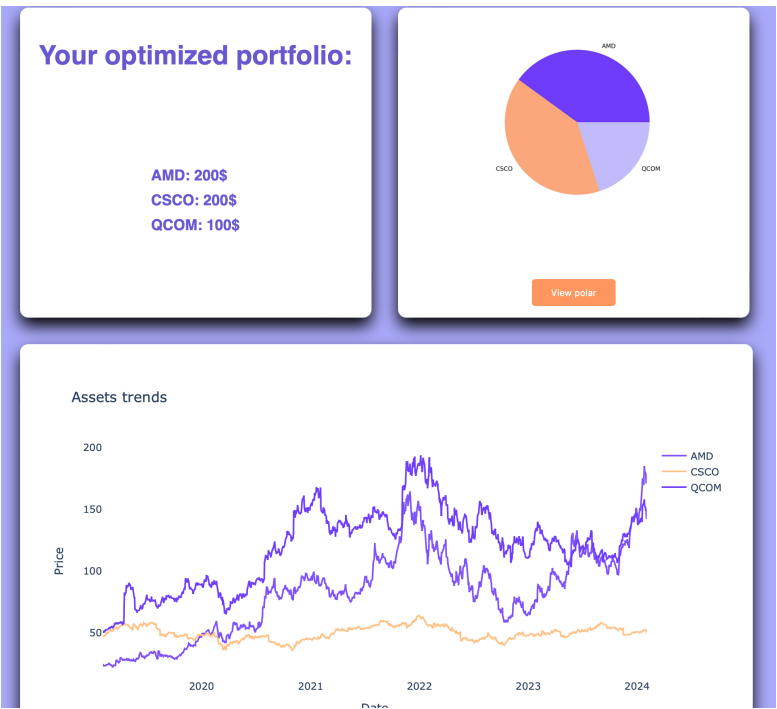 Your optimized portfolio:
AMD: 200$
CSCO: 200$
QCOM: 100$
AMD
CSCO
QCOM
View polar
Assets trends
200
150
100
50
Price
2020
2021
2022
2023
2024
Date
AMD
CSCO
QCOM